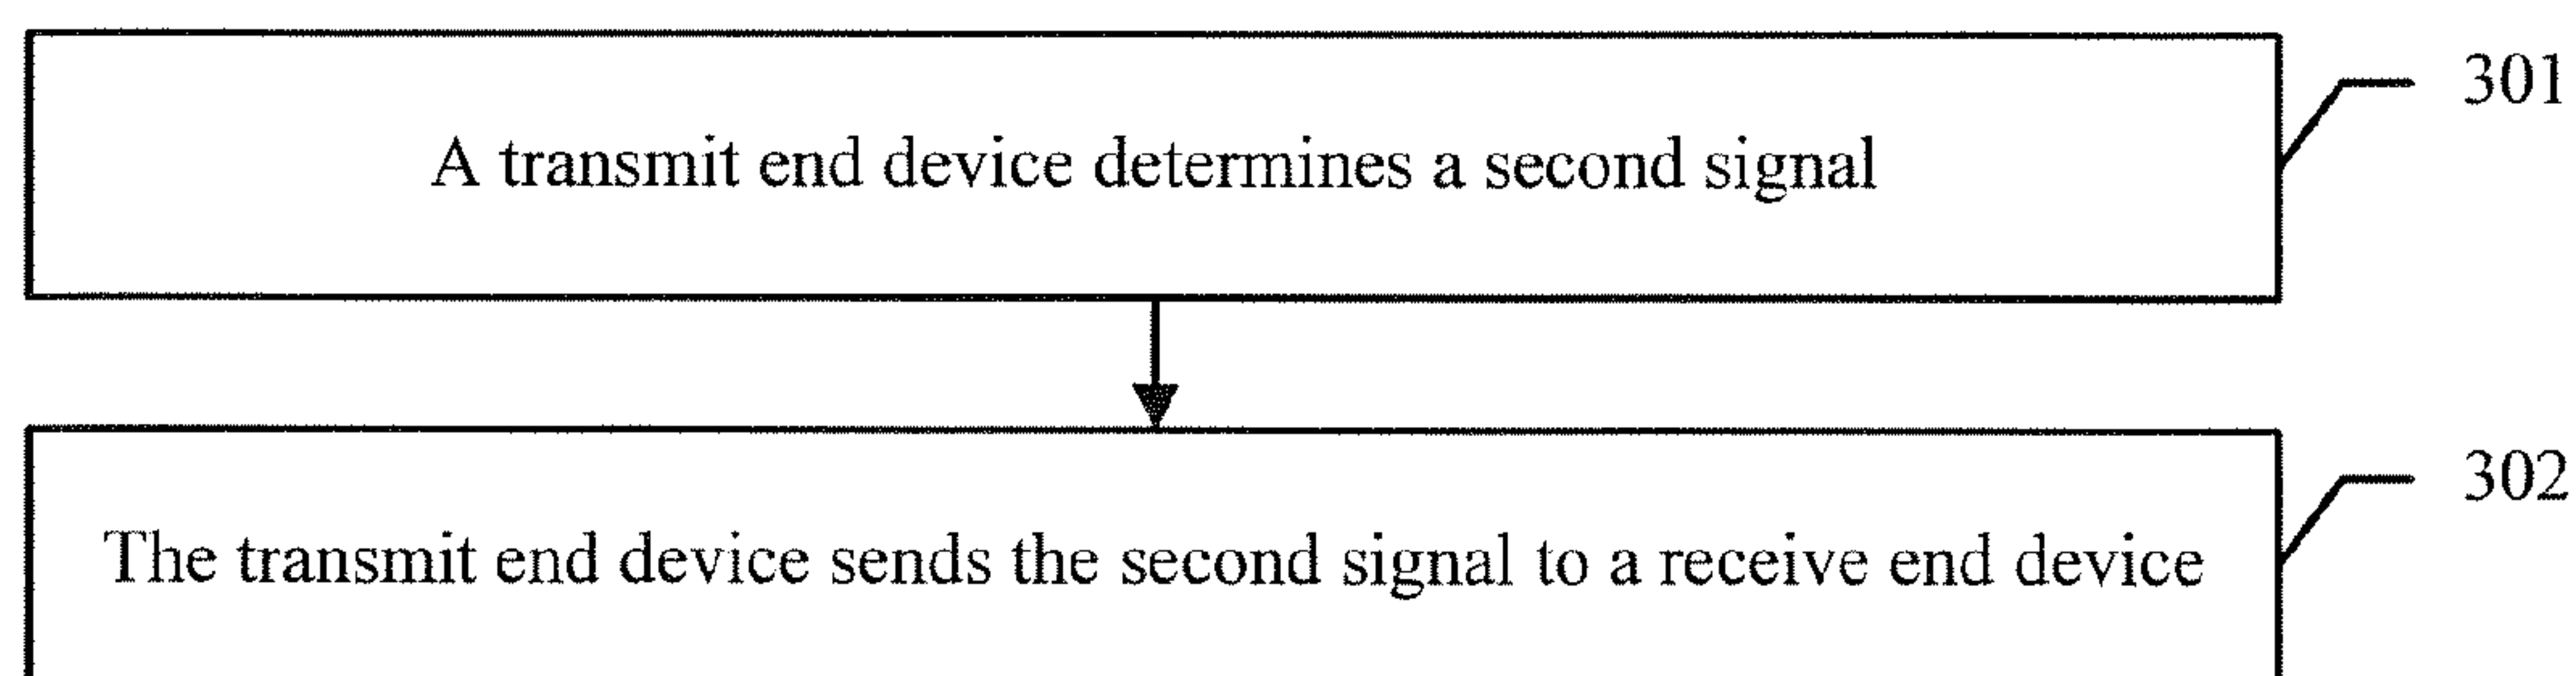 301
A transmit end device determines a second signal
302
The transmit end device sends the second signal to a receive end device